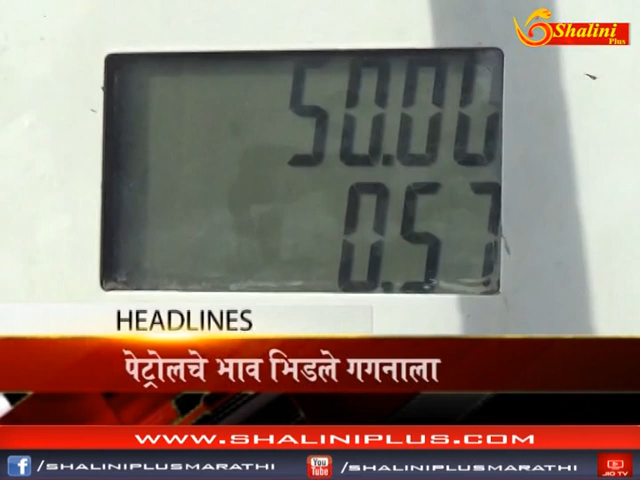 Shalini
Plus
50.00
0.57
HEADLINES
पेट्रोलचे भाव भिडले गगनाला
WWW.SHALINIPLUS.COM
f /SHALINIPLUSMARATHI You Tube /SHALINIPLUSMARATHI JIO TV